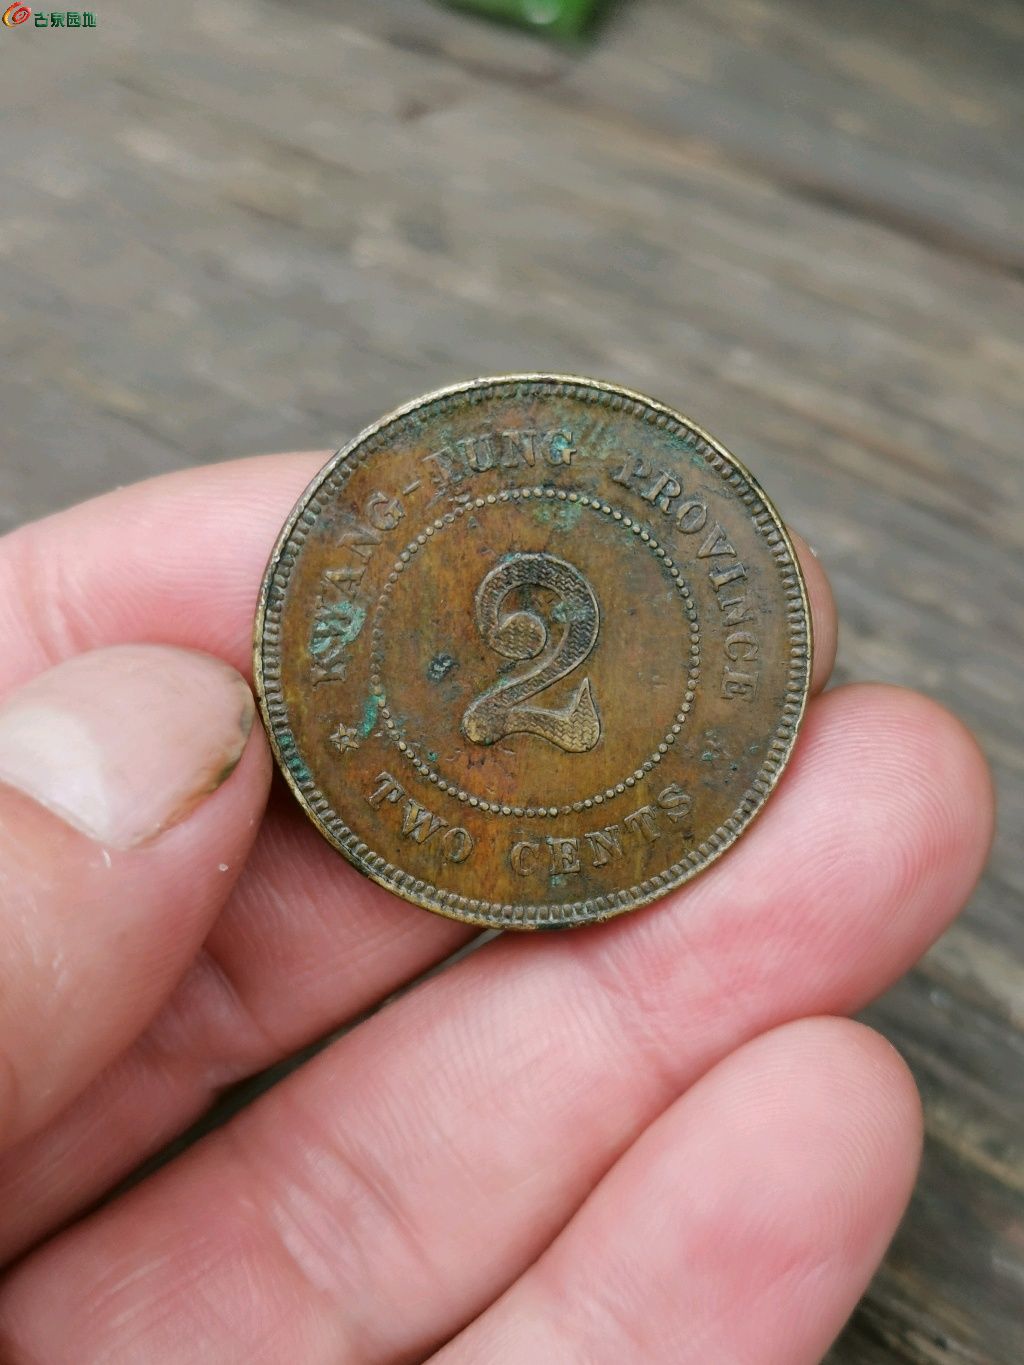 古泉园地
KWANG-TUNG PROVINCE
2
TWO CENTS